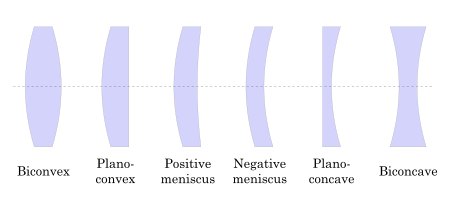 Biconvex
Plano-
convex
Positive
meniscus
Negative
meniscus
Plano-
concave
Biconcave